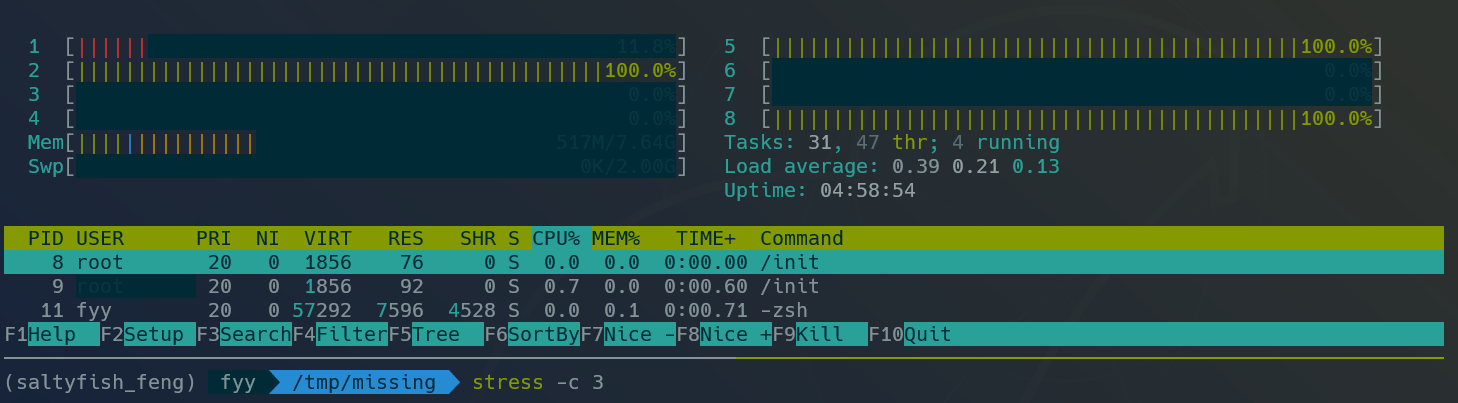 1 [|||||| 11.8%] 5 [||||||||||||||||||||||||||||||||||||||||||||100.0%]
2 [||||||||||||||||||||||||||||||||||||||||||||100.0%] 6 [ 0.0%]
3 [ 0.0%] 7 [ 0.0%]
4 [ 0.0%] 8 [||||||||||||||||||||||||||||||||||||||||||||100.0%]
Mem[||||||||||||||| 517M/7.64G] Tasks: 31, 47 thr; 4 running
Swp[ 0K/2.00G] Load average: 0.39 0.21 0.13
Uptime: 04:58:54
PID USER PRI NI VIRT RES SHR S CPU% MEM% TIME+ Command
8 root 20 0 1856 76 0 S 0.0 0.0 0:00.00 /init
9 root 20 0 1856 92 0 S 0.7 0.0 0:00.60 /init
11 fyy 20 0 57292 7596 4528 S 0.0 0.1 0:00.71 -zsh
F1Help F2Setup F3SearchF4FilterF5Tree F6SortByF7Nice -F8Nice +F9Kill F10Quit
(saltyfish_feng) fyy /tmp/missing stress -c 3